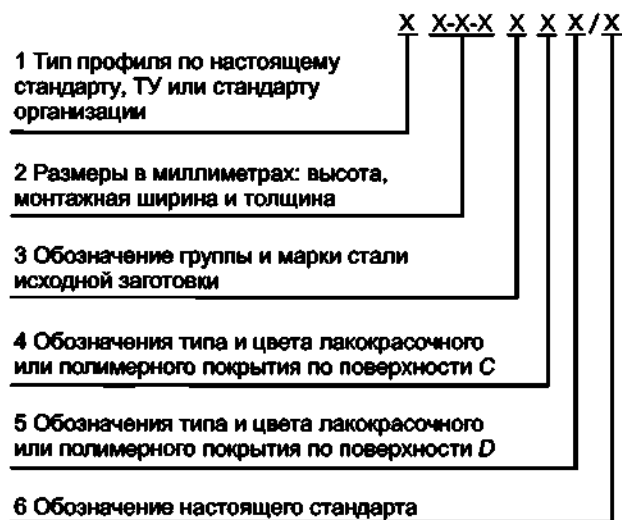 X X-X-X X X X/X
1 Тип профиля по настоящему
стандарту, ТУ или стандарту
организации
2 Размеры в миллиметрах: высота,
монтажная ширина и толщина
3 Обозначение группы и марки стали
исходной заготовки
4 Обозначения типа и цвета лакокрасочного
или полимерного покрытия по поверхности C
5 Обозначения типа и цвета лакокрасочного
или полимерного покрытия по поверхности D
6 Обозначение настоящего стандарта